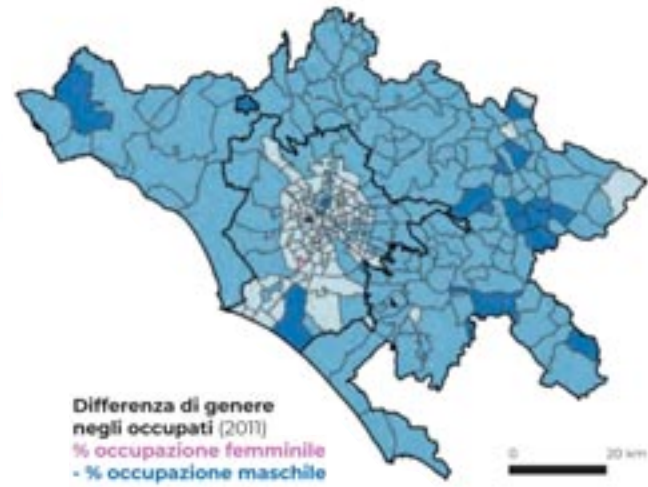 Differenza di genere
negli occupati (2011)
% occupazione femminile
- % occupazione maschile
0 20 km